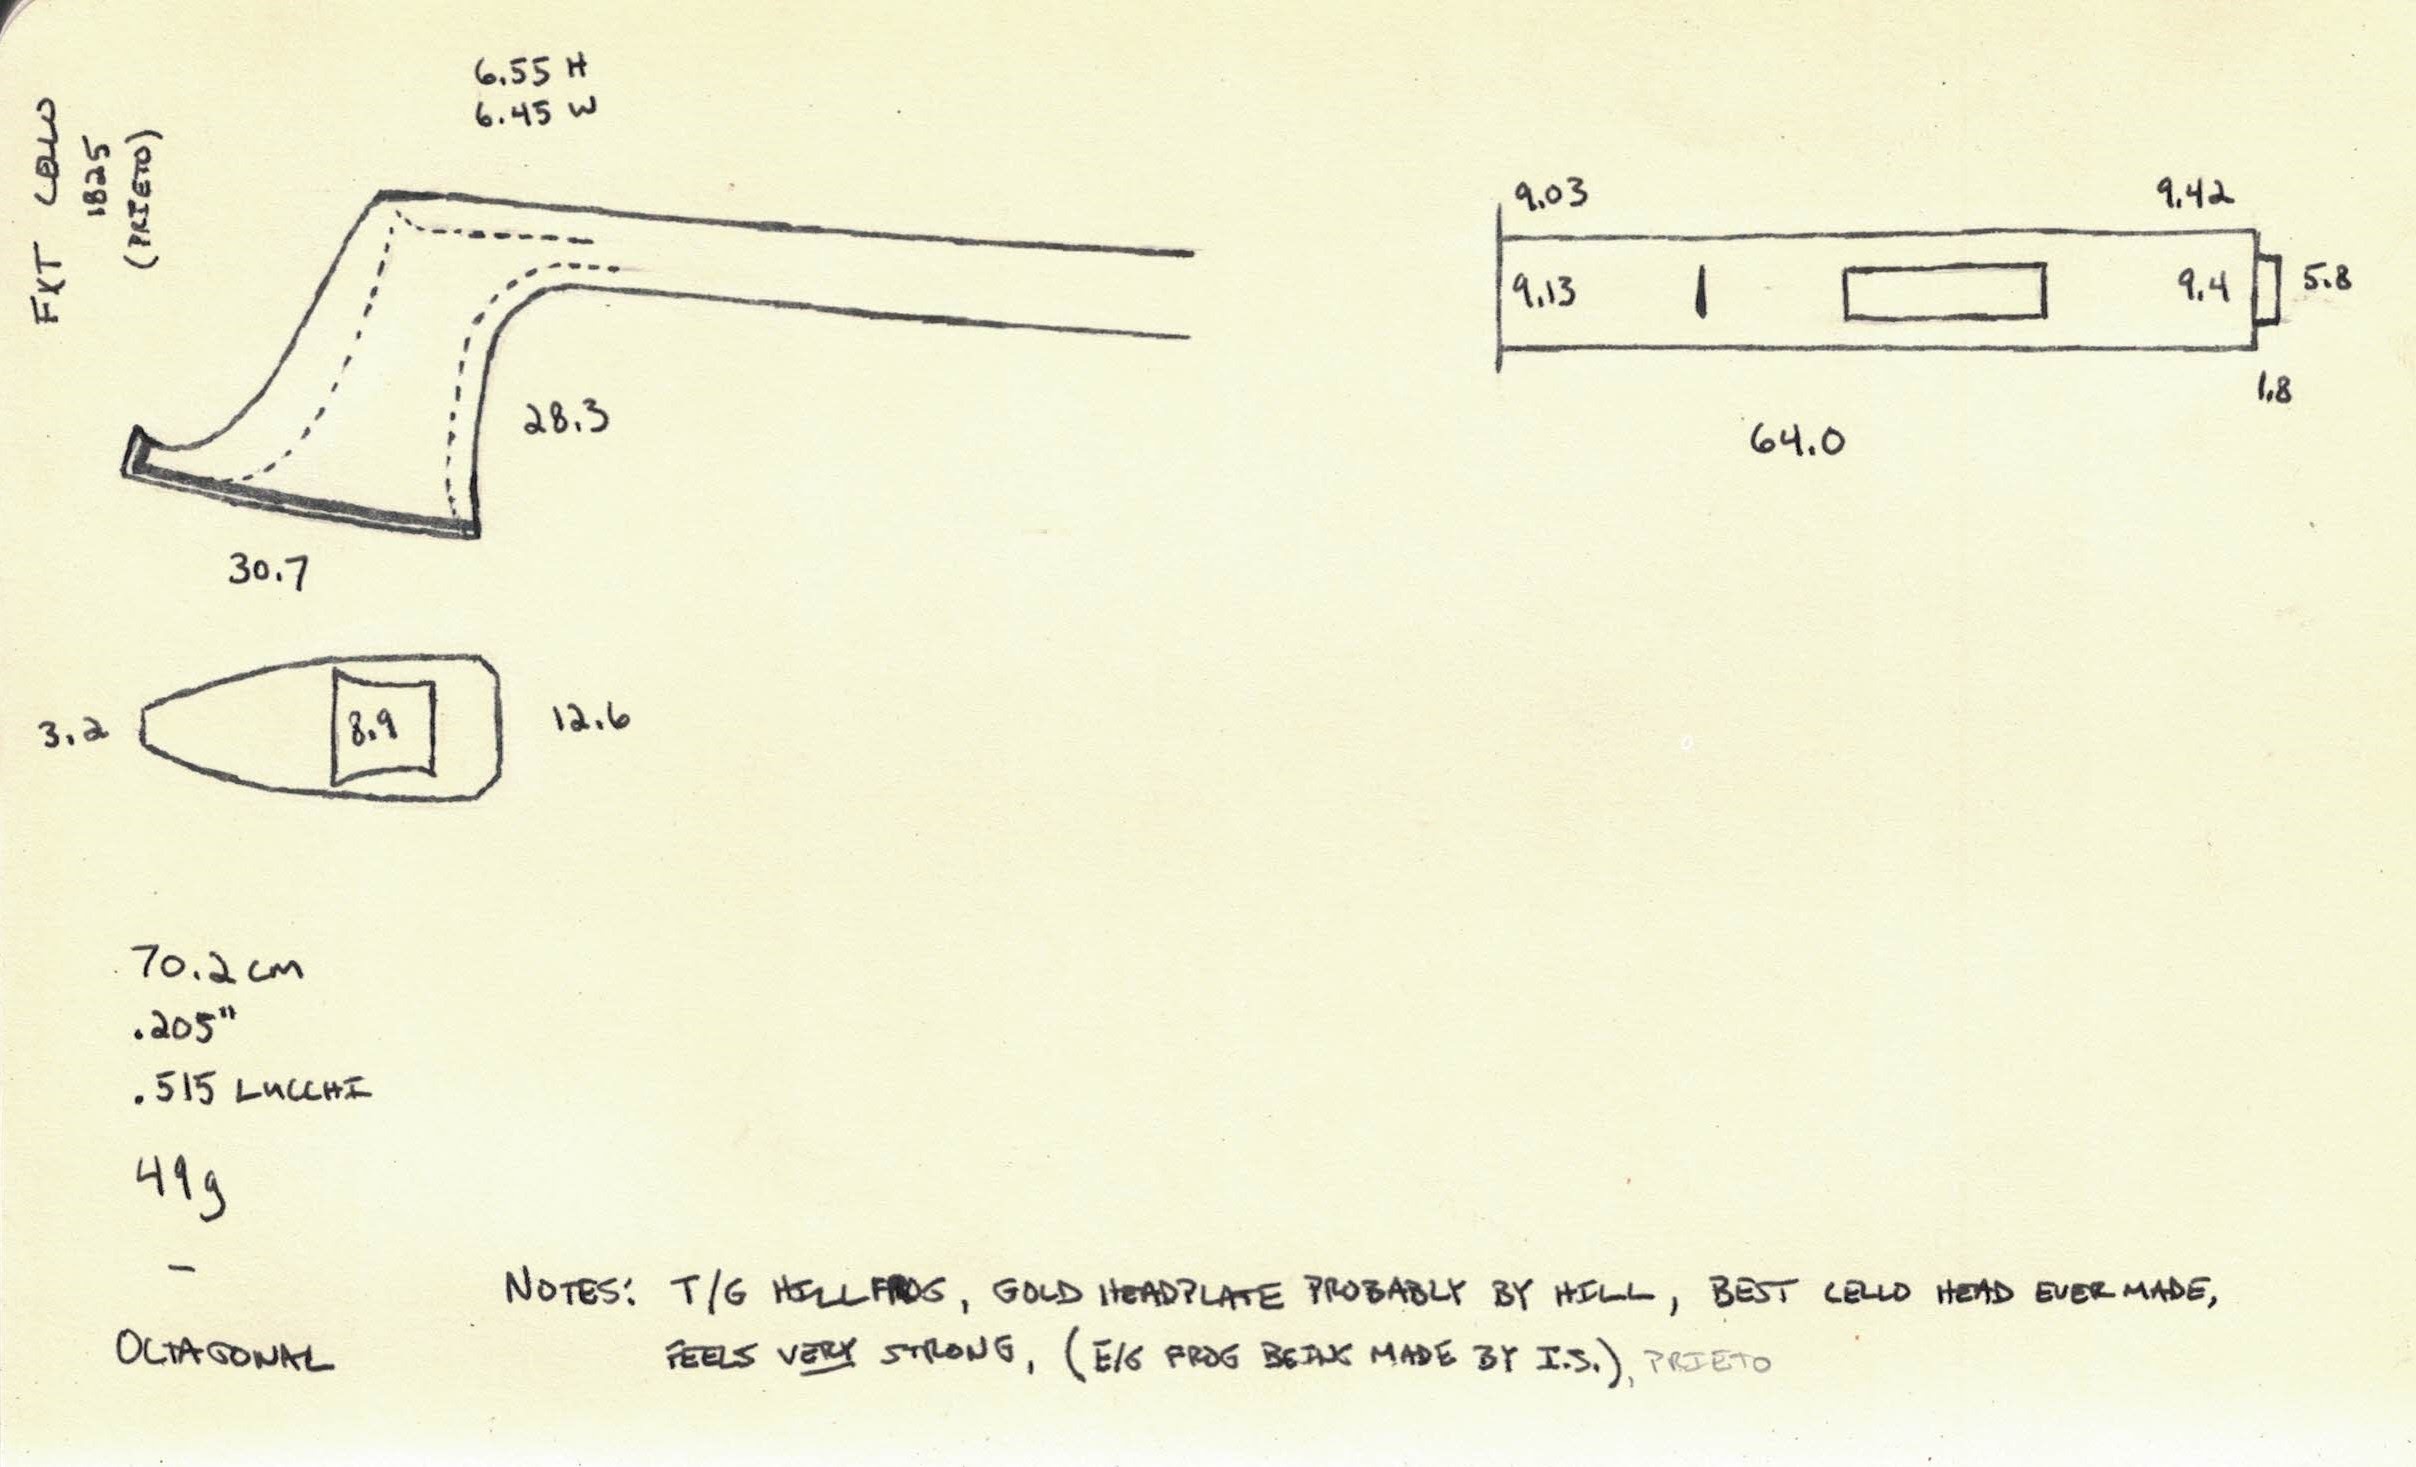 FXT CELLO
1825
(PRIETO)
6.55 H
6.45 W
28.3
30.7
9.03
9.42
9.13
9.4
5.8
1.8
64.0
3.2
8.9
12.6
70.2 cm
.205"
.515 LUCCHI
49g
–
OCTAGONAL
NOTES: T/G HILL FROG, GOLD HEADPLATE PROBABLY BY HILL, BEST CELLO HEAD EVER MADE,
FEELS VERY STRONG, (E/G FROG BEING MADE BY I.S.), PRIETO